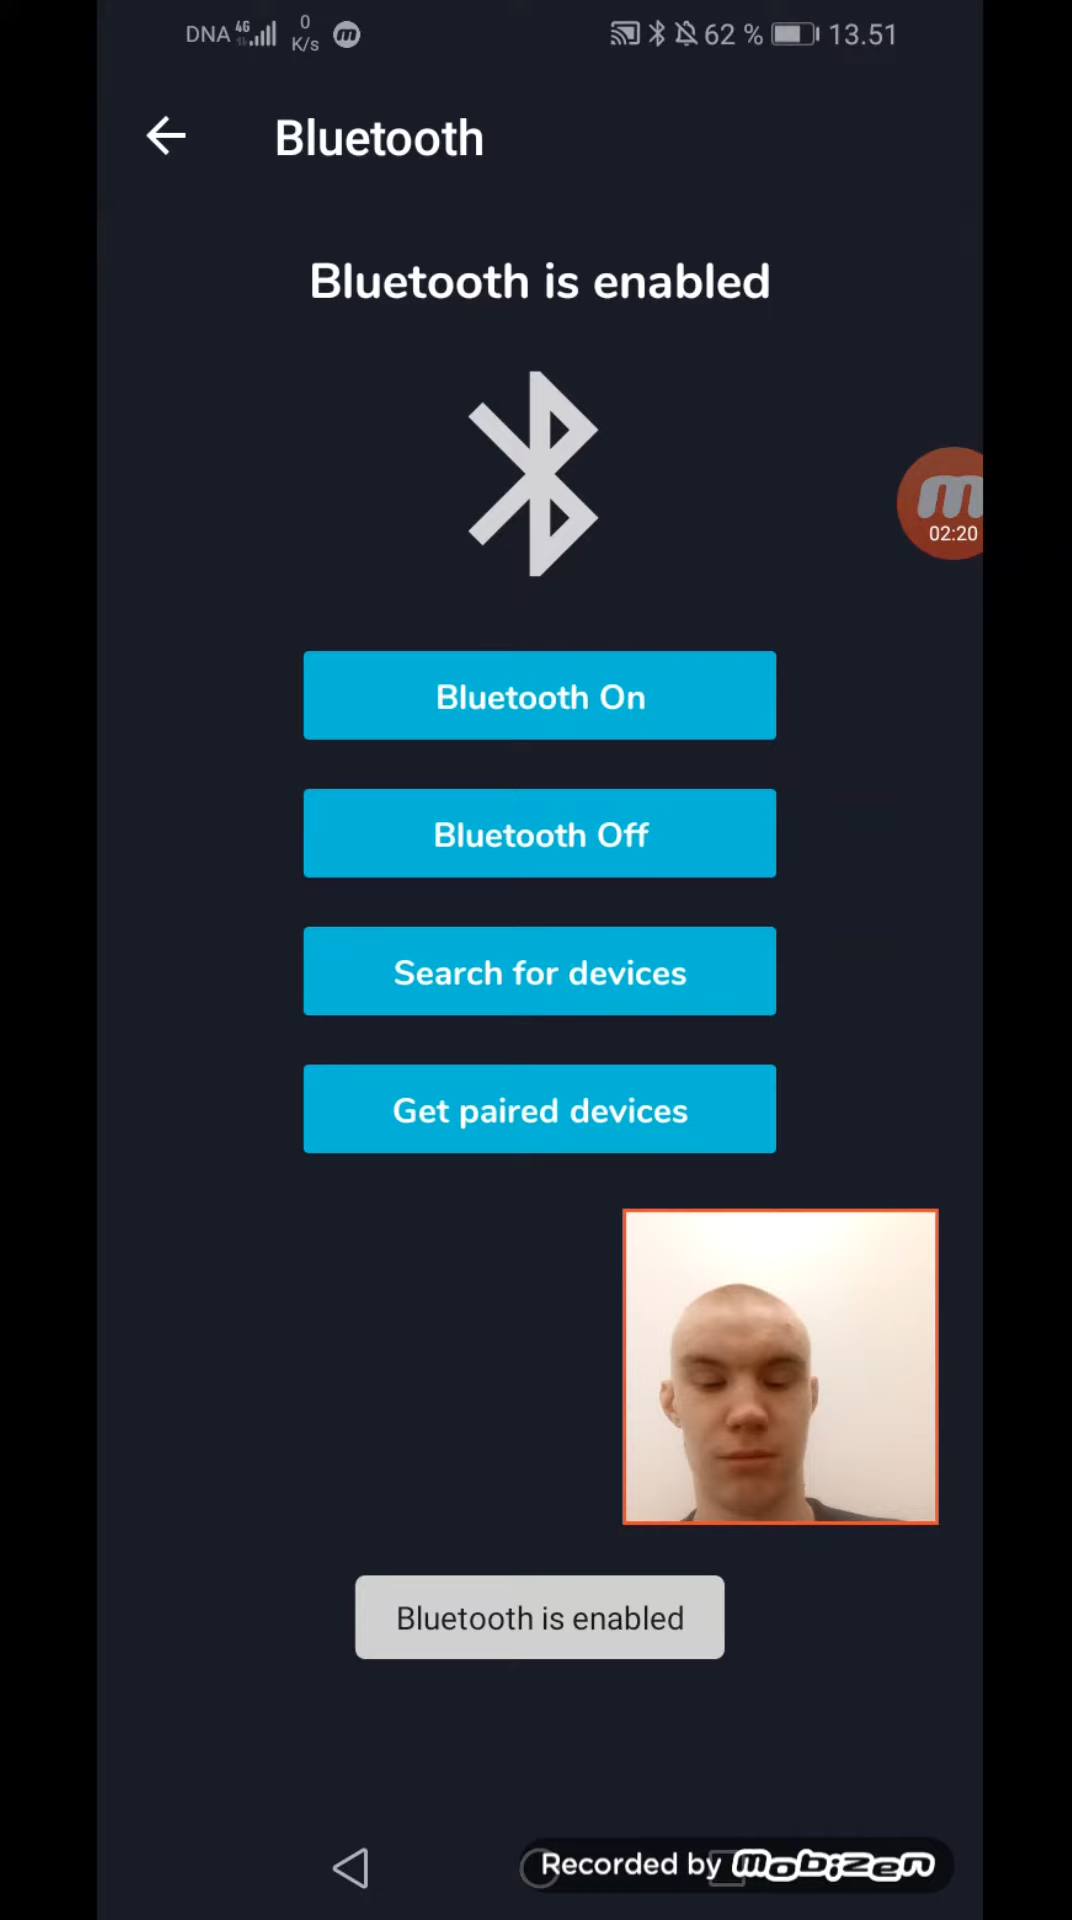 DNA 4G 0 K/s m 62 % 13.51
Bluetooth
Bluetooth is enabled
m
02:20
Bluetooth On
Bluetooth Off
Search for devices
Get paired devices
Bluetooth is enabled
Recorded by mobizen